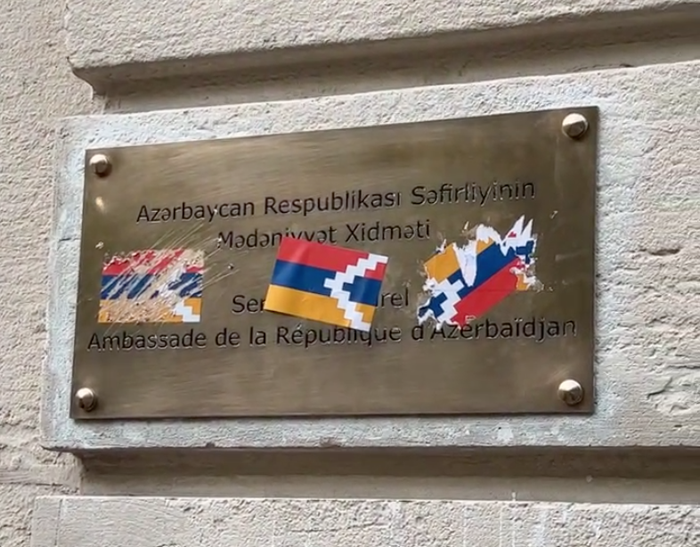 Azərbaycan Respublikası Səfirliyinin
Mədəniyyət Xidməti
Ambassade de la République d'Azerbaïdjan